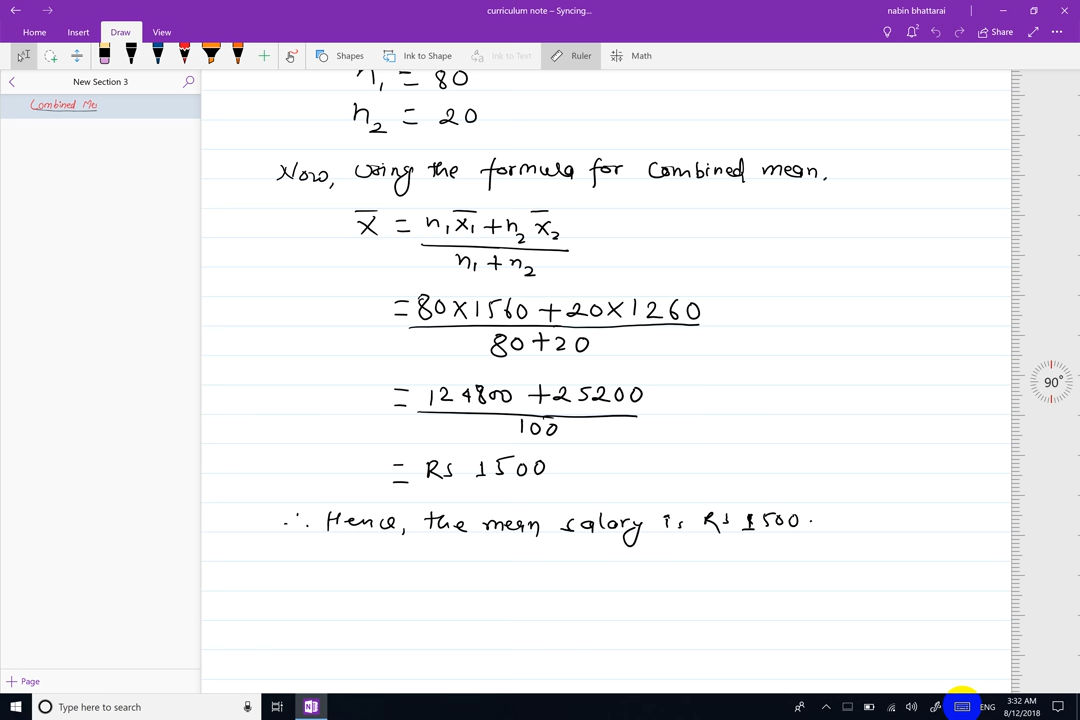 curriculum note – Syncing...
nabin bhattarai
Home Insert Draw View
Share
Shapes Ink to Shape Ink to Text Ruler Math
New Section 3
Combined Me
n₁ = 80
n₂ = 20
Now, using the formula for combined mean.
x̄ = n₁x̄₁ + n₂x̄₂
n₁ + n₂
= 80×1560 + 20×1260
80 + 20
= 124800 + 25200
100
= Rs 1500
∴ Hence, the mean salary is Rs 1500.
90°
+ Page
Type here to search
ENG
3:32 AM
8/12/2018